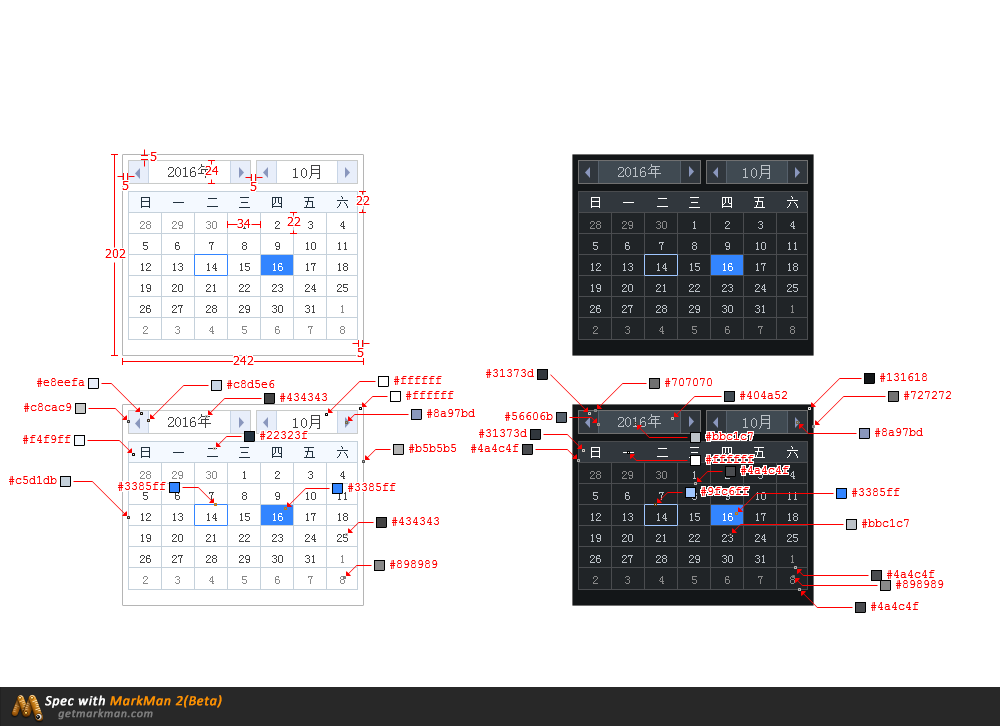 5
2016年 24 10月
5 5
日 一 二 三 四 五 六 22
28 29 30 34 2 22 3 4
5 6 7 8 9 10 11
202
12 13 14 15 16 17 18
19 20 21 22 23 24 25
26 27 28 29 30 31 1
2 3 4 5 6 7 8
5
242
2016年 10月
日 一 二 三 四 五 六
28 29 30 1 2 3 4
5 6 7 8 9 10 11
12 13 14 15 16 17 18
19 20 21 22 23 24 25
26 27 28 29 30 31 1
2 3 4 5 6 7 8
#e8eefa #c8d5e6 #ffffff
#434343 #ffffff
#c8cac9 #8a97bd
2016年 10月
#f4f9ff #22323f #b5b5b5
日 一 二 三 四 五 六
28 29 30 1 2 3 4
#c5d1db #3385ff #3385ff
5 6 7 8 9 10 11
12 13 14 15 16 17 18
#434343
19 20 21 22 23 24 25
26 27 28 29 30 31 1
#898989
2 3 4 5 6 7 8
#31373d #707070 #131618
#404a52 #727272
#56606b 2016年 10月
#31373d #bbc1c7 #8a97bd
#4a4c4f 日 一 二 三 四 五 六
#ffffff
#4a4c4f
28 29 30 1 2 3 4
#9fc6ff #3385ff
5 6 7 8 9 10 11
12 13 14 15 16 17 18
#bbc1c7
19 20 21 22 23 24 25
26 27 28 29 30 31 1
2 3 4 5 6 7 8
#4a4c4f
#898989
#4a4c4f
Spec with MarkMan 2(Beta)
getmarkman.com